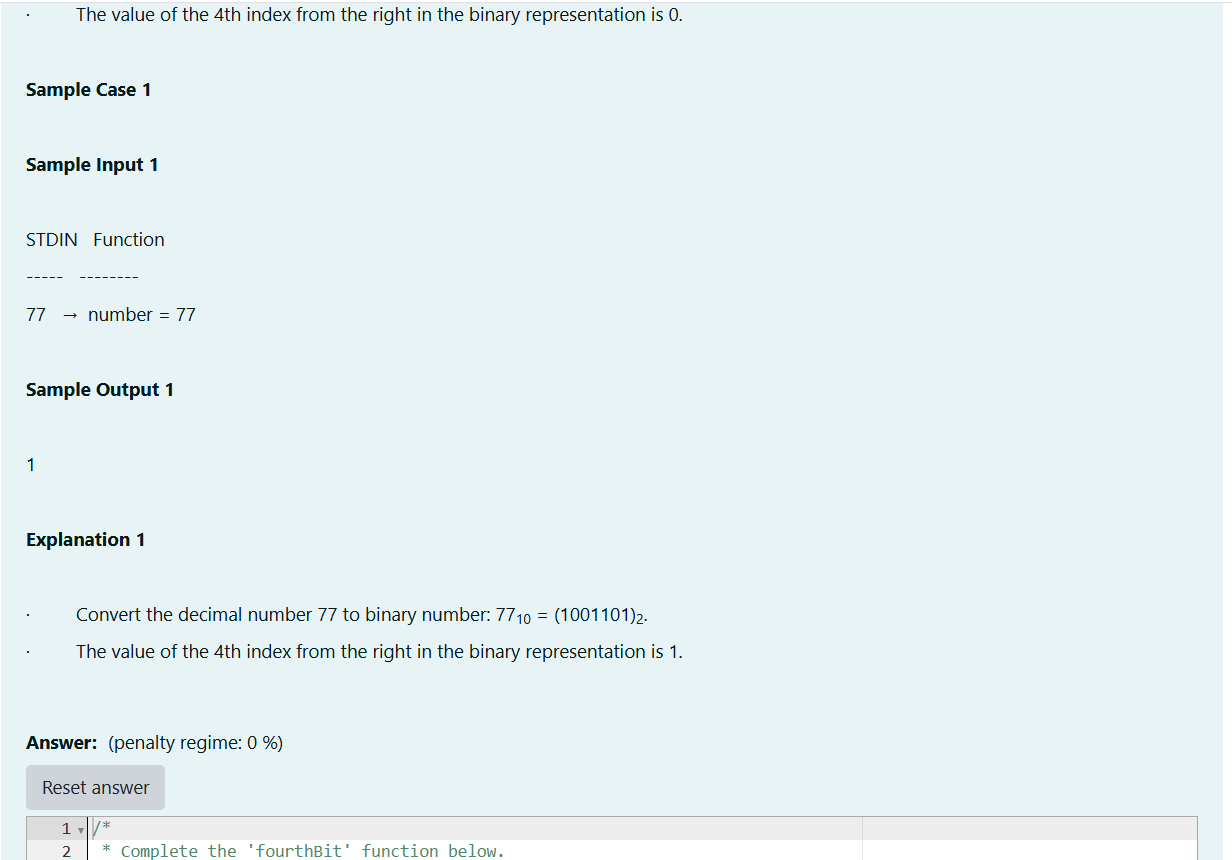 · The value of the 4th index from the right in the binary representation is 0.
Sample Case 1
Sample Input 1
STDIN Function
----- --------
77 → number = 77
Sample Output 1
1
Explanation 1
· Convert the decimal number 77 to binary number: 77₁₀ = (1001101)₂.
· The value of the 4th index from the right in the binary representation is 1.
Answer: (penalty regime: 0 %)
Reset answer
1 ▾ /*
2 * Complete the 'fourthBit' function below.